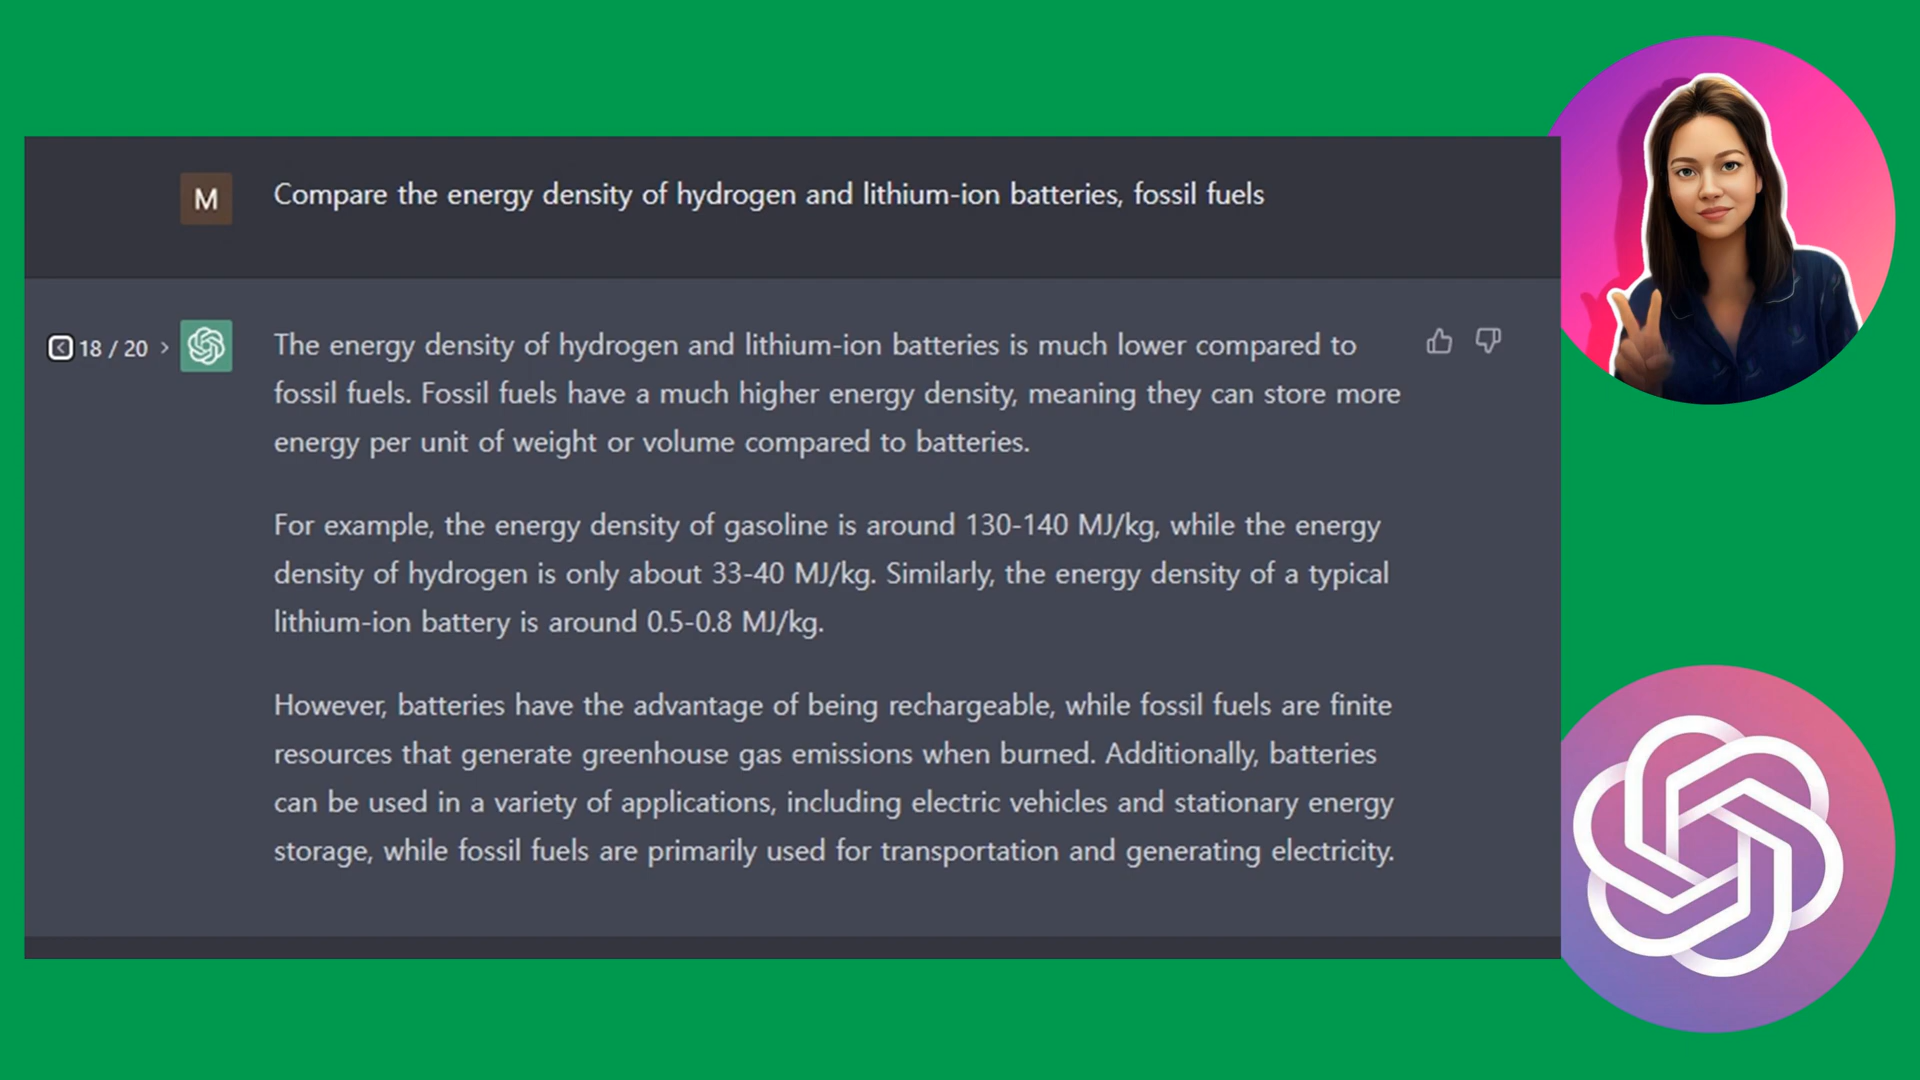 M
Compare the energy density of hydrogen and lithium-ion batteries, fossil fuels
18 / 20
The energy density of hydrogen and lithium-ion batteries is much lower compared to
fossil fuels. Fossil fuels have a much higher energy density, meaning they can store more
energy per unit of weight or volume compared to batteries.
For example, the energy density of gasoline is around 130-140 MJ/kg, while the energy
density of hydrogen is only about 33-40 MJ/kg. Similarly, the energy density of a typical
lithium-ion battery is around 0.5-0.8 MJ/kg.
However, batteries have the advantage of being rechargeable, while fossil fuels are finite
resources that generate greenhouse gas emissions when burned. Additionally, batteries
can be used in a variety of applications, including electric vehicles and stationary energy
storage, while fossil fuels are primarily used for transportation and generating electricity.